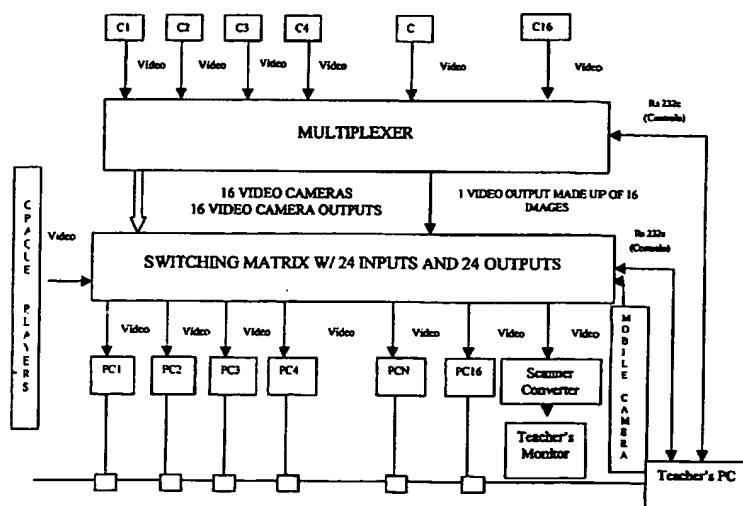 C1 C2 C3 C4 C C16
Video Video Video Video Video Video
Rs 232c
(Controls)
MULTIPLEXER
16 VIDEO CAMERAS
16 VIDEO CAMERA OUTPUTS
1 VIDEO OUTPUT MADE UP OF 16
IMAGES
Video
Rs 232c
(Controls)
SWITCHING MATRIX W/ 24 INPUTS AND 24 OUTPUTS
PLAYERS
Video Video Video Video Video Video Video
PC1 PC2 PC3 PC4 PCN PC16
Scanner
Converter
MOBILE CAMERA
Teacher's
Monitor
Teacher's PC